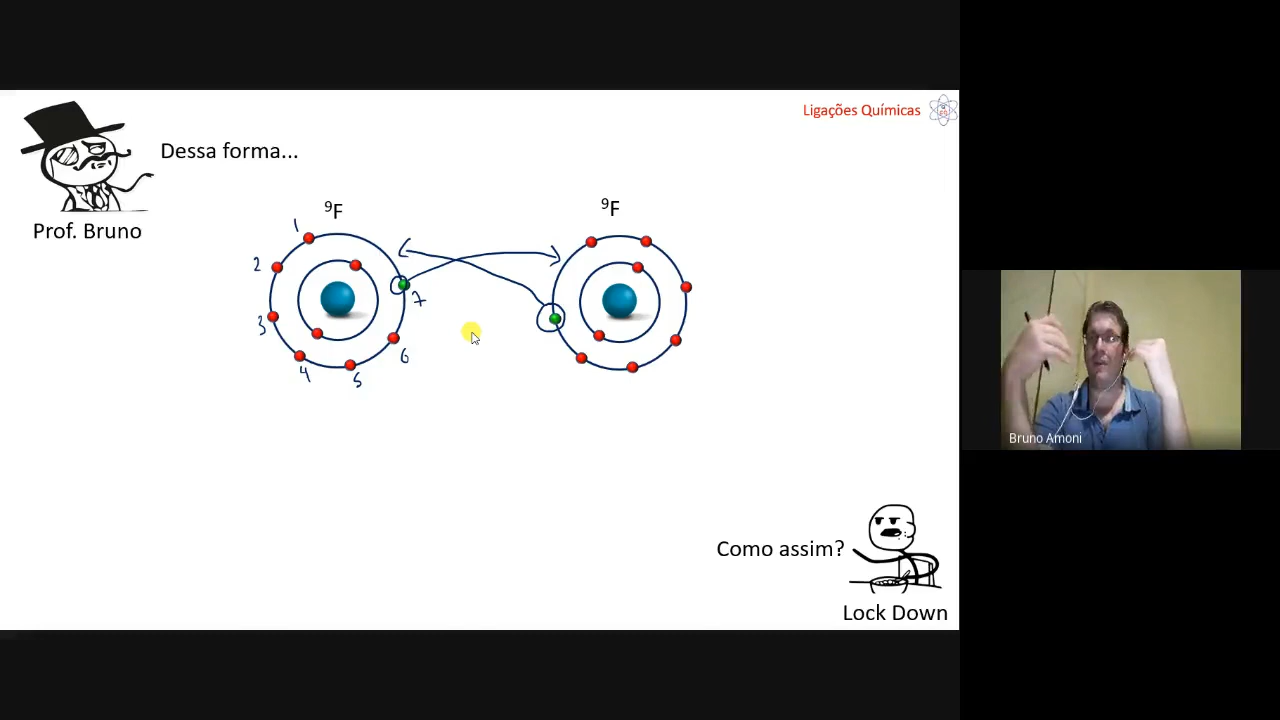 Ligações Químicas
Dessa forma...
Prof. Bruno
⁹F
⁹F
1
2
3
4
5
6
7
Bruno Amoni
Como assim?
Lock Down